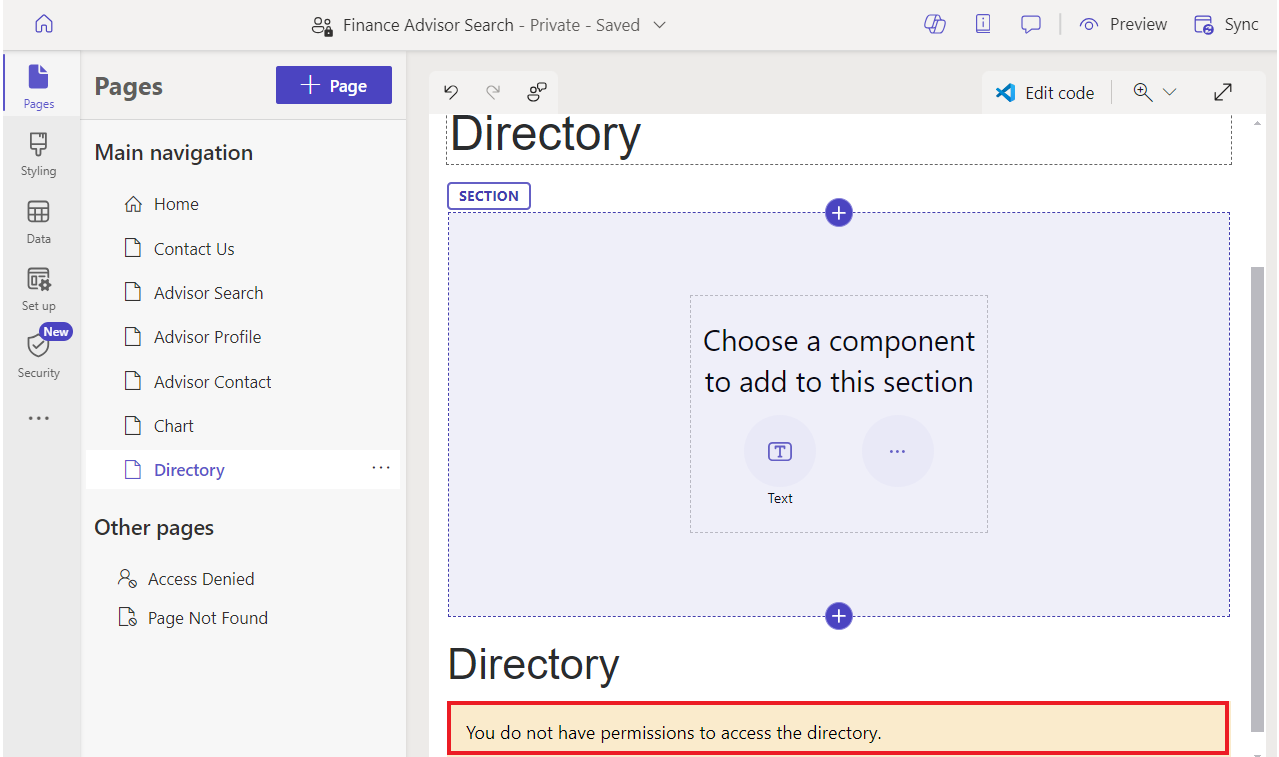 Finance Advisor Search - Private - Saved
Preview
Sync
Pages
Styling
Data
Set up
New
Security
Pages
Page
Main navigation
Home
Contact Us
Advisor Search
Advisor Profile
Advisor Contact
Chart
Directory
Other pages
Access Denied
Page Not Found
Edit code
Directory
SECTION
Choose a component
to add to this section
Text
Directory
You do not have permissions to access the directory.